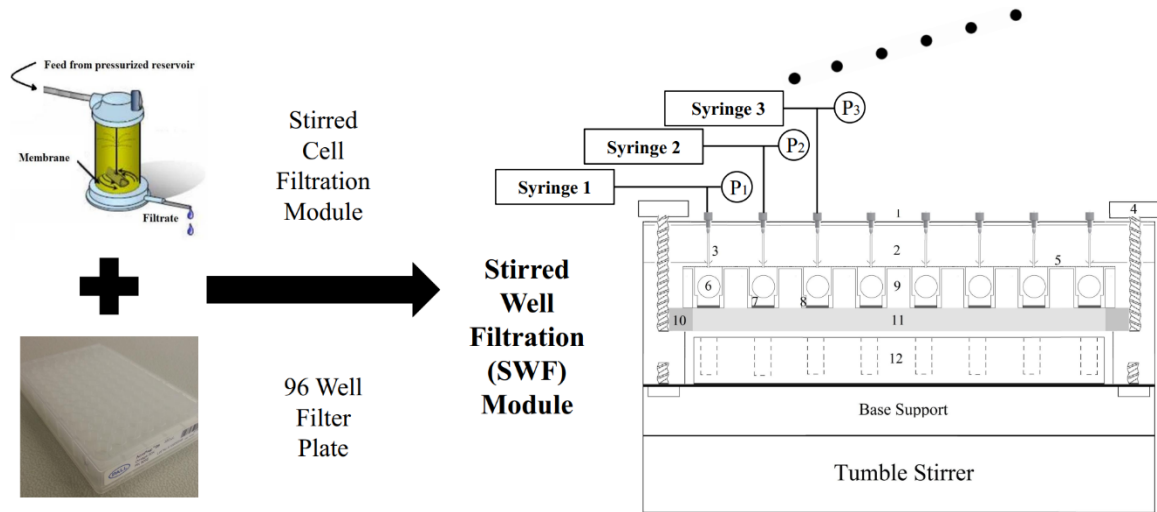 Feed from pressurized reservoir
Membrane
Filtrate
Stirred
Cell
Filtration
Module
96 Well
Filter
Plate
PALL
Stirred
Well
Filtration
(SWF)
Module
Syringe 3
P3
Syringe 2
P2
Syringe 1
P1
1
4
3
2
5
6
9
7
8
10
11
12
Base Support
Tumble Stirrer